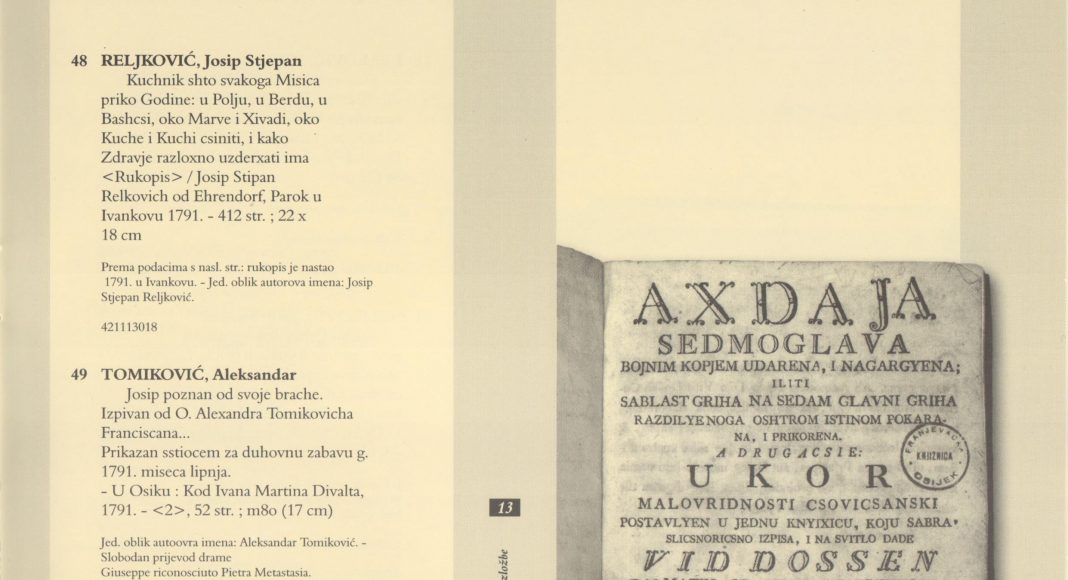 48 RELJKOVIĆ, Josip Stjepan
Kuchnik shto svakoga Misica
priko Godine: u Polju, u Berdu, u
Bashcsi, oko Marve i Xivadi, oko
Kuche i Kuchi csiniti, i kako
Zdravje razloxno uzderxati ima
<Rukopis> / Josip Stipan
Relkovich od Ehrendorf, Parok u
Ivankovu 1791. - 412 str. ; 22 x
18 cm
Prema podacima s nasl. str.: rukopis je nastao
1791. u Ivankovu. - Jed. oblik autorova imena: Josip
Stjepan Reljković.
421113018
49 TOMIKOVIĆ, Aleksandar
Josip poznan od svoje brache.
Izpivan od O. Alexandra Tomikovicha
Franciscana...
Prikazan sstiocem za duhovnu zabavu g.
1791. miseca lipnja.
- U Osiku : Kod Ivana Martina Divalta,
1791. - <2>, 52 str. ; m8o (17 cm)
Jed. oblik autoovra imena: Aleksandar Tomiković. -
Slobodan prijevod drame
Giuseppe riconosciuto Pietra Metastasia.
13
zložbe
AXDAJA
SEDMOGLAVA
BOJNIM KOPJEM UDARENA, I NAGARGYENA;
ILITI
SABLAST GRIHA NA SEDAM GLAVNI GRIHA
RAZDILYENOGA OSHTROM ISTINOM POKARA-
NA, I PRIKORENA.
A DRUGACSIE:
UKOR
MALOVRIDNOSTI CSOVICSANSKI
POSTAVLYEN U JEDNU KNYIXICU, KOJU SABRA,
SLICSNORICSNO IZPISA, I NA SVITLO DADE
VID DOSSEN
FRANJEVAČKA
KNJIŽNICA
OSIJEK